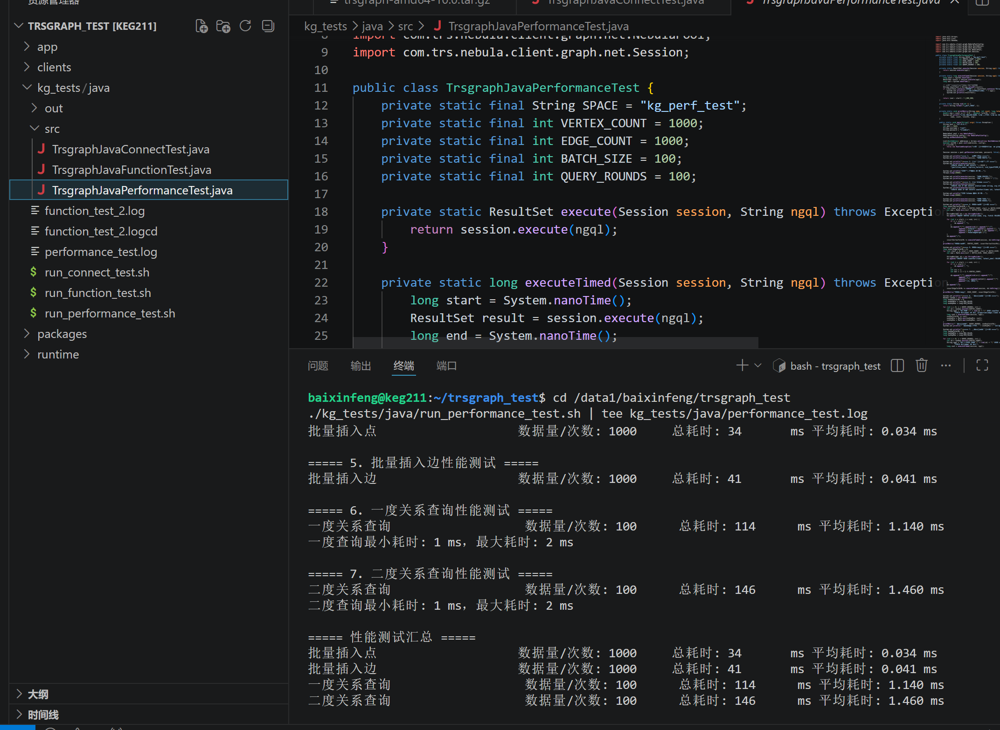 资源管理器
TRSGRAPH_TEST [KEG211]
app
clients
kg_tests/java
out
src
TrsgraphJavaConnectTest.java
TrsgraphJavaFunctionTest.java
TrsgraphJavaPerformanceTest.java
function_test_2.log
function_test_2.logcd
performance_test.log
$ run_connect_test.sh
$ run_function_test.sh
$ run_performance_test.sh
packages
runtime
大纲
时间线
trsgraph-amd64-10.0.tar.gz
TrsgraphJavaConnectTest.java
TrsgraphJavaPerformanceTest.java
kg_tests > java > src > TrsgraphJavaPerformanceTest.java
8 import com.trs.nebula.client.graph.net.NebulaPool;
9 import com.trs.nebula.client.graph.net.Session;
10
11 public class TrsgraphJavaPerformanceTest {
12 private static final String SPACE = "kg_perf_test";
13 private static final int VERTEX_COUNT = 1000;
14 private static final int EDGE_COUNT = 1000;
15 private static final int BATCH_SIZE = 100;
16 private static final int QUERY_ROUNDS = 100;
17
18 private static ResultSet execute(Session session, String ngql) throws Exception
19 return session.execute(ngql);
20 }
21
22 private static long executeTimed(Session session, String ngql) throws Exception
23 long start = System.nanoTime();
24 ResultSet result = session.execute(ngql);
25 long end = System.nanoTime();
问题 输出 终端 端口
bash - trsgraph_test
baixinfeng@keg211:~/trsgraph_test$ cd /data1/baixinfeng/trsgraph_test
./kg_tests/java/run_performance_test.sh | tee kg_tests/java/performance_test.log
批量插入点 数据量/次数: 1000 总耗时: 34 ms 平均耗时: 0.034 ms
===== 5. 批量插入边性能测试 =====
批量插入边 数据量/次数: 1000 总耗时: 41 ms 平均耗时: 0.041 ms
===== 6. 一度关系查询性能测试 =====
一度关系查询 数据量/次数: 100 总耗时: 114 ms 平均耗时: 1.140 ms
一度查询最小耗时: 1 ms, 最大耗时: 2 ms
===== 7. 二度关系查询性能测试 =====
二度关系查询 数据量/次数: 100 总耗时: 146 ms 平均耗时: 1.460 ms
二度查询最小耗时: 1 ms, 最大耗时: 2 ms
===== 性能测试汇总 =====
批量插入点 数据量/次数: 1000 总耗时: 34 ms 平均耗时: 0.034 ms
批量插入边 数据量/次数: 1000 总耗时: 41 ms 平均耗时: 0.041 ms
一度关系查询 数据量/次数: 100 总耗时: 114 ms 平均耗时: 1.140 ms
二度关系查询 数据量/次数: 100 总耗时: 146 ms 平均耗时: 1.460 ms